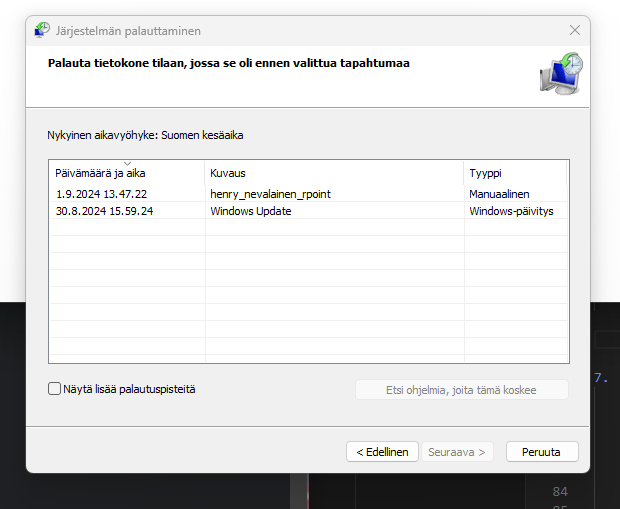 Järjestelmän palauttaminen
Palauta tietokone tilaan, jossa se oli ennen valittua tapahtumaa
Nykyinen aikavyöhyke: Suomen kesäaika
Päivämäärä ja aika Kuvaus Tyyppi
1.9.2024 13.47.22 henry_nevalainen_rpoint Manuaalinen
30.8.2024 15.59.24 Windows Update Windows-päivitys
Näytä lisää palautuspisteitä Etsi ohjelmia, joita tämä koskee
7.
< Edellinen Seuraava > Peruuta
84
85